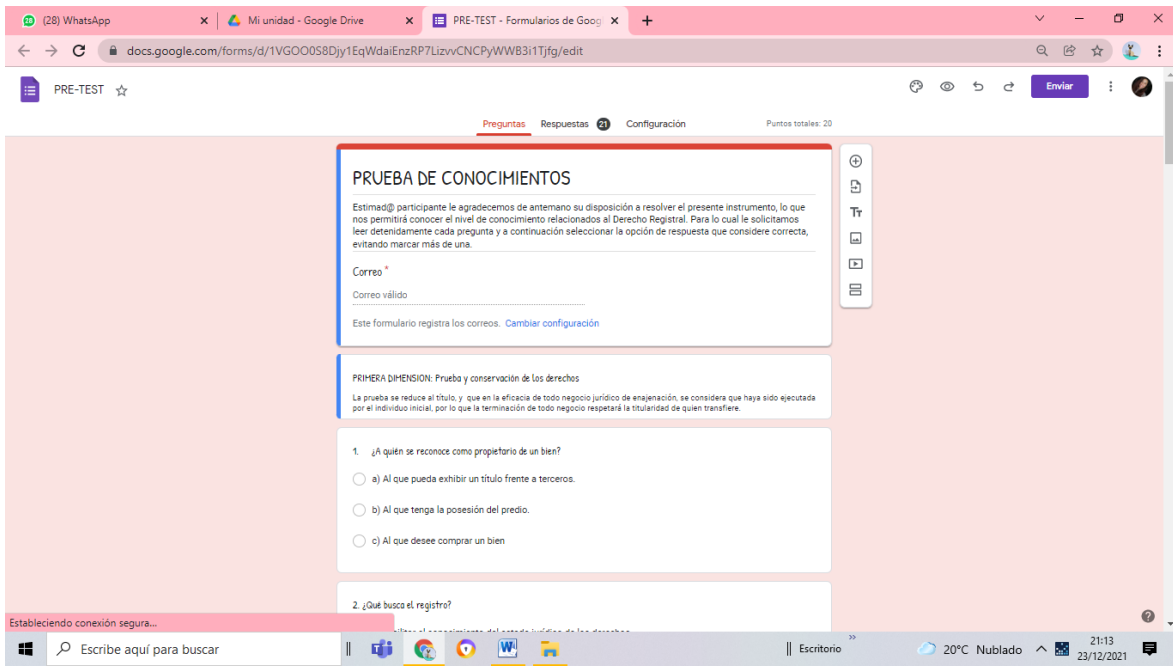 (28) WhatsApp
Mi unidad - Google Drive
PRE-TEST - Formularios de Goog
docs.google.com/forms/d/1VGOO0S8Djy1EqWdaiEnzRP7LizvvCNCPyWWB3i1Tjfg/edit
PRE-TEST
Enviar
Preguntas Respuestas 21 Configuración Puntos totales: 20
PRUEBA DE CONOCIMIENTOS
Estimad@ participante le agradecemos de antemano su disposición a resolver el presente instrumento, lo que
nos permitirá conocer el nivel de conocimiento relacionados al Derecho Registral. Para lo cual le solicitamos
leer detenidamente cada pregunta y a continuación seleccionar la opción de respuesta que considere correcta,
evitando marcar más de una.
Correo *
Correo válido
Este formulario registra los correos. Cambiar configuración
PRIMERA DIMENSION: Prueba y conservación de los derechos
La prueba se reduce al título, y que en la eficacia de todo negocio jurídico de enajenación, se considera que haya sido ejecutada
por el individuo inicial, por lo que la terminación de todo negocio respetará la titularidad de quien transfiere.
1. ¿A quién se reconoce como propietario de un bien?
a) Al que pueda exhibir un título frente a terceros.
b) Al que tenga la posesión del predio.
c) Al que desee comprar un bien
2. ¿Qué busca el registro?
Estableciendo conexión segura...
Escribe aquí para buscar
Escritorio
20°C Nublado
21:13
23/12/2021